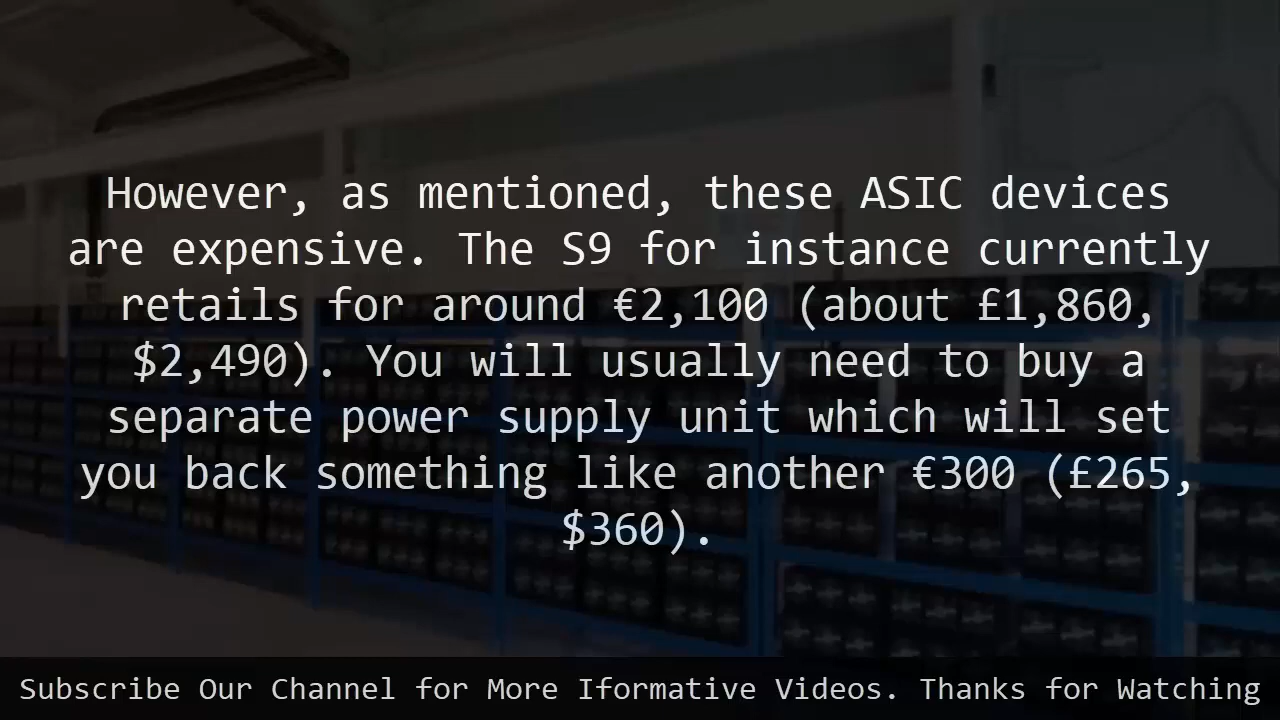 However, as mentioned, these ASIC devices
are expensive. The S9 for instance currently
retails for around €2,100 (about £1,860,
$2,490). You will usually need to buy a
separate power supply unit which will set
you back something like another €300 (£265,
$360).
Subscribe Our Channel for More Iformative Videos. Thanks for Watching